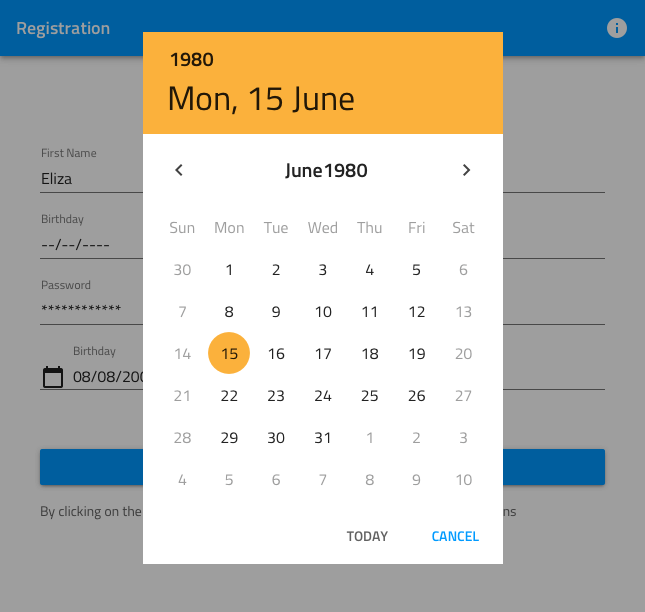 Registration
1980
Mon, 15 June
June1980
Sun Mon Tue Wed Thu Fri Sat
30 1 2 3 4 5 6
7 8 9 10 11 12 13
14 15 16 17 18 19 20
21 22 23 24 25 26 27
28 29 30 31 1 2 3
4 5 6 7 8 9 10
TODAY CANCEL
First Name
Eliza
Birthday
--/--/----
Password
************
Birthday
08/08/200
By clicking on the